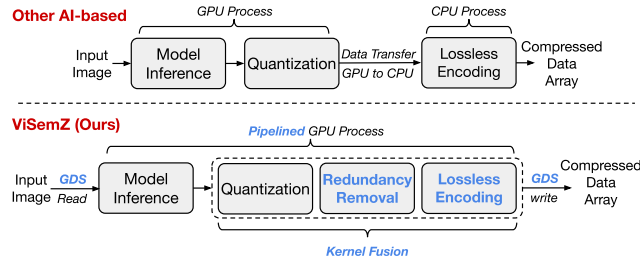 Other AI-based
GPU Process
CPU Process
Input
Image
Model
Inference
Quantization
Data Transfer
GPU to CPU
Lossless
Encoding
Compressed
Data
Array
ViSemZ (Ours)
Pipelined GPU Process
Input
Image
GDS
Read
Model
Inference
Quantization
Redundancy
Removal
Lossless
Encoding
GDS
write
Compressed
Data
Array
Kernel Fusion